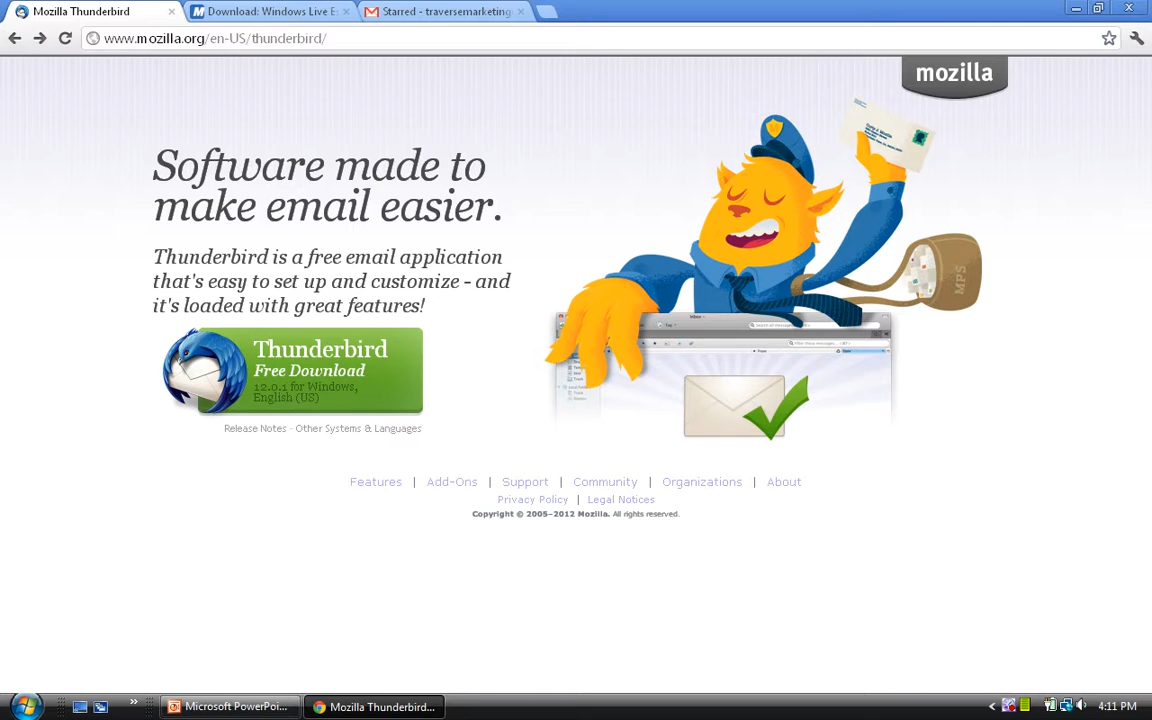 Mozilla Thunderbird
Download: Windows Live E
Starred - traversemarketing
www.mozilla.org/en-US/thunderbird/
mozilla
Software made to
make email easier.
Thunderbird is a free email application
that's easy to set up and customize - and
it's loaded with great features!
Thunderbird
Free Download
12.0.1 for Windows,
English (US)
Release Notes - Other Systems & Languages
MPS
Features | Add-Ons | Support | Community | Organizations | About
Privacy Policy | Legal Notices
Copyright © 2005–2012 Mozilla. All rights reserved.
Microsoft PowerPoi...
Mozilla Thunderbird...
4:11 PM